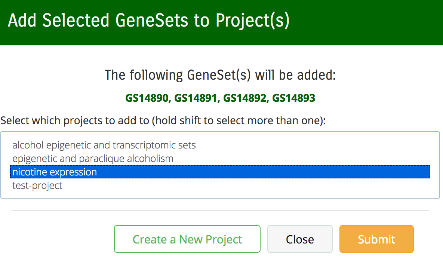 Add Selected GeneSets to Project(s)
The following GeneSet(s) will be added:
GS14890, GS14891, GS14892, GS14893
Select which projects to add to (hold shift to select more than one):
alcohol epigenetic and transcriptomic sets
epigenetic and paraclique alcoholism
nicotine expression
test-project
Create a New Project
Close
Submit